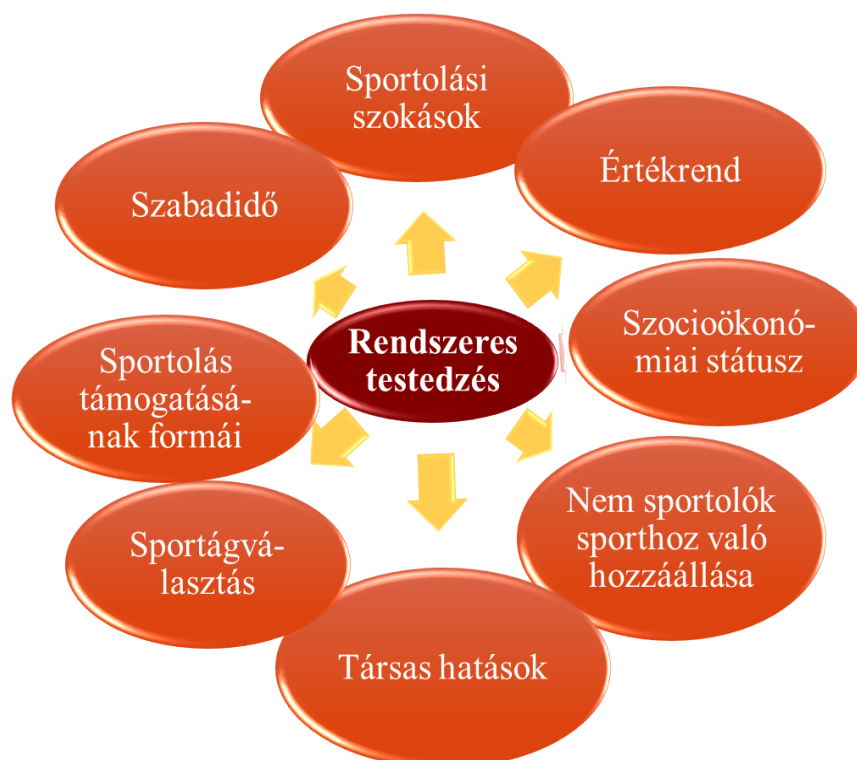 Sportolási
szokások
Értékrend
Szabadidő
Szocioökonó-
miai státusz
Rendszeres
testedzés
Sportolás
támogatásá-
nak formái
Nem sportolók
sporthoz való
hozzáállása
Sportágvá-
lasztás
Társas hatások